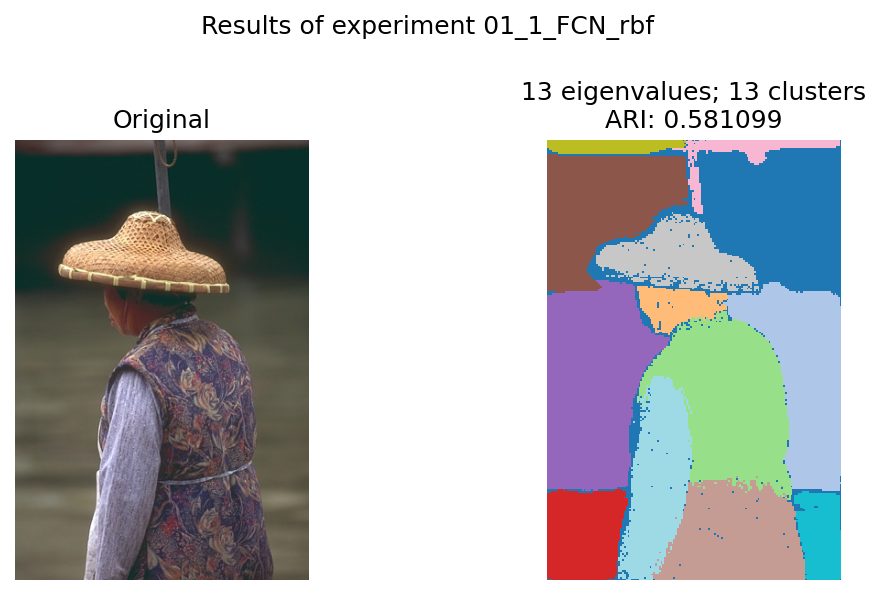 Results of experiment 01_1_FCN_rbf
Original
13 eigenvalues; 13 clusters
ARI: 0.581099